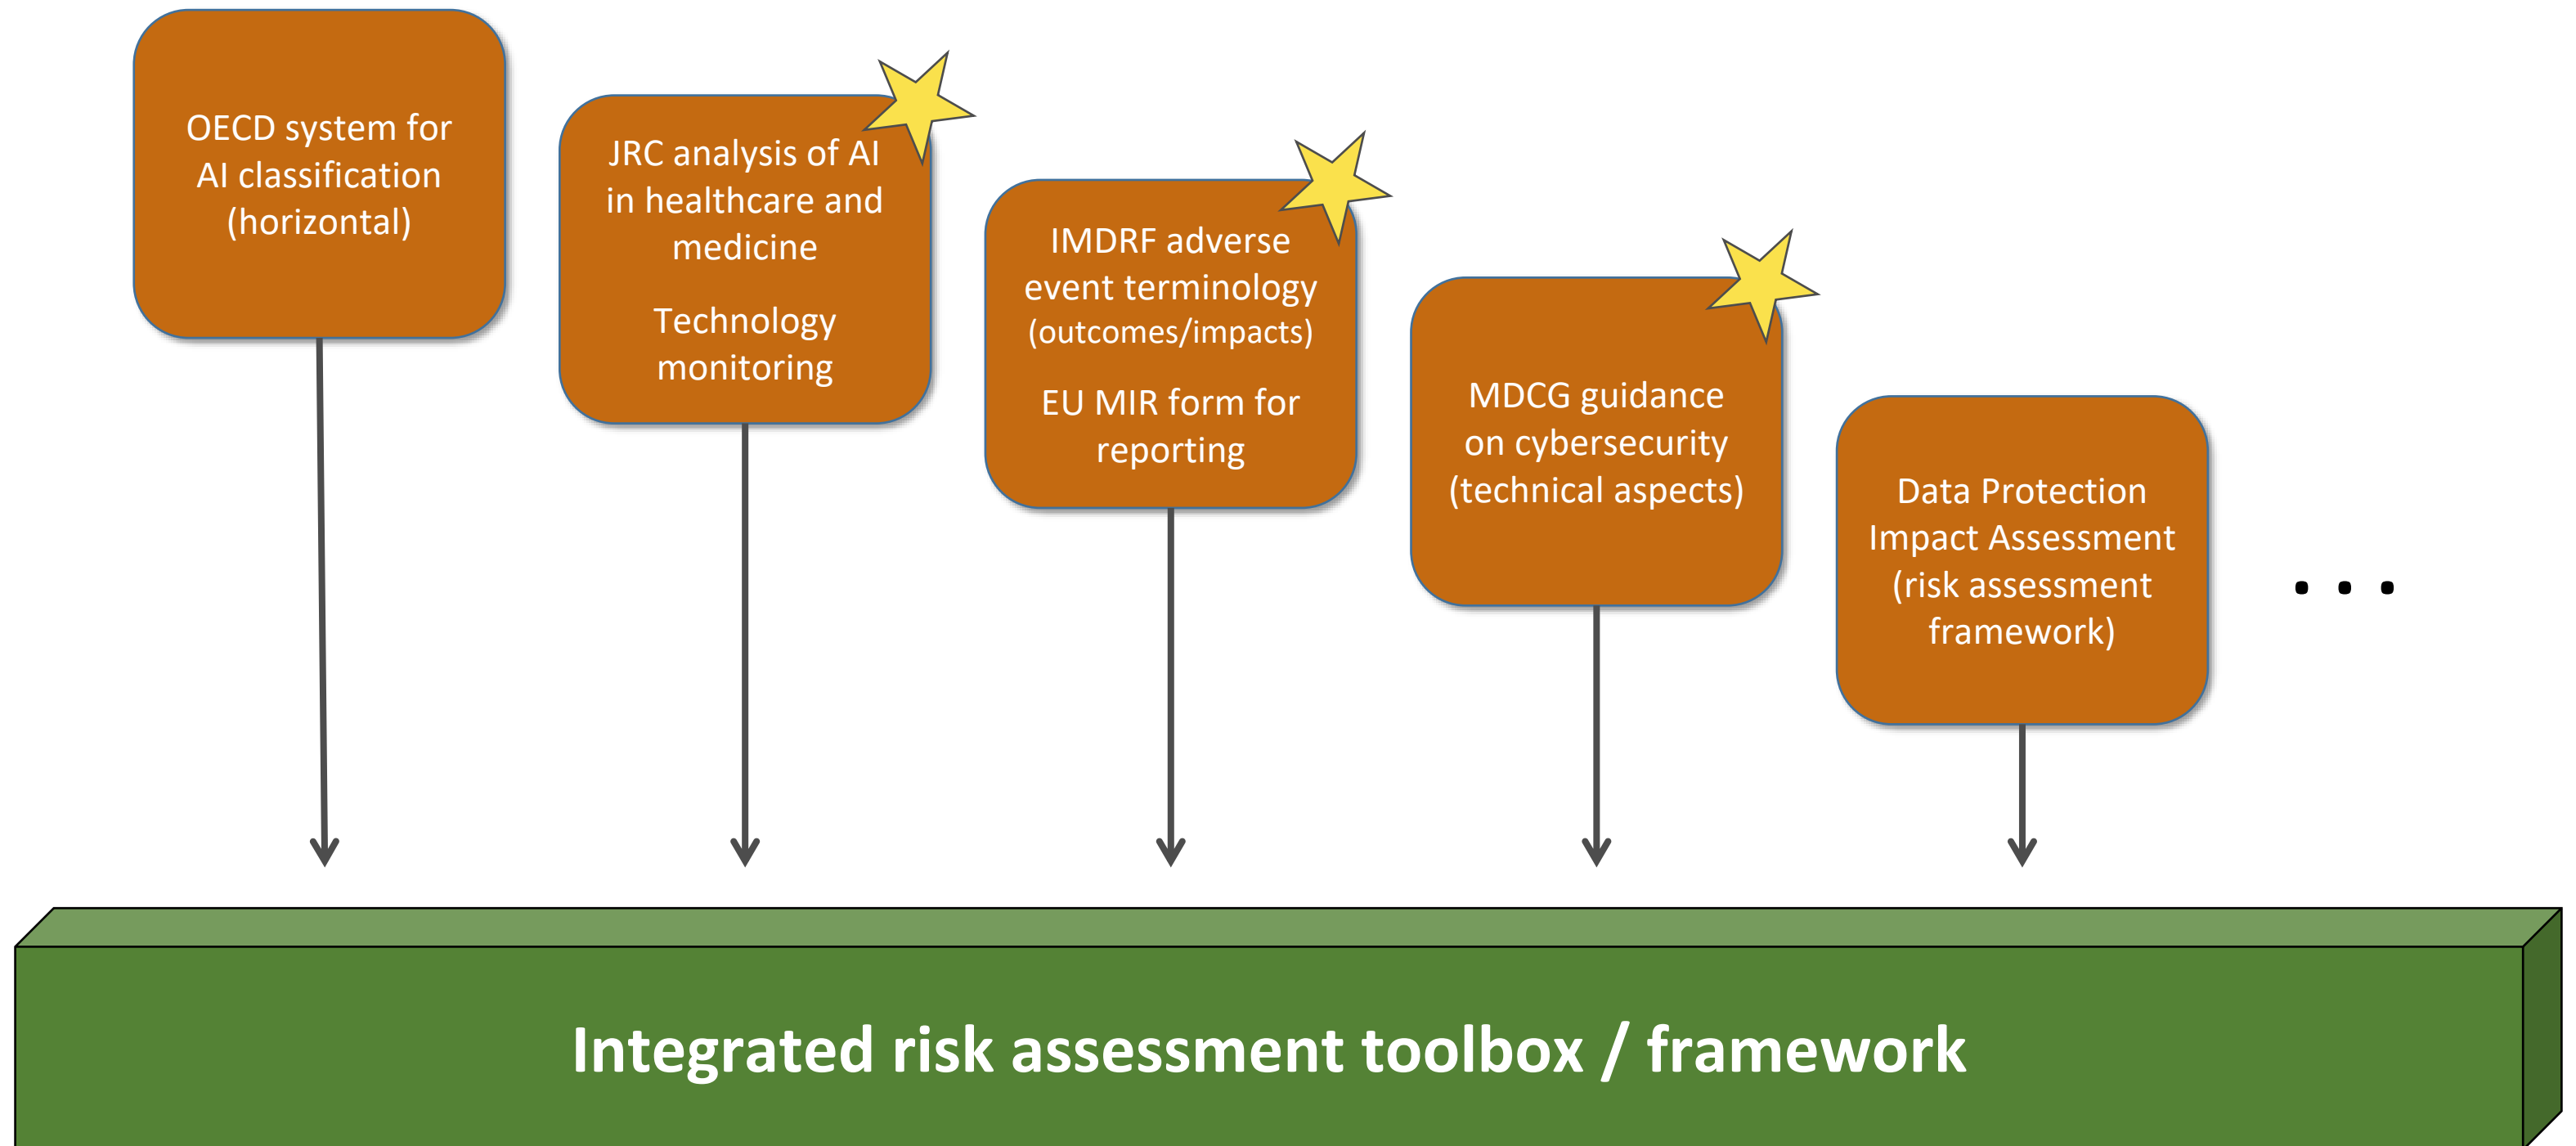 OECD system for
AI classification
(horizontal)
JRC analysis of AI
in healthcare and
medicine
Technology
monitoring
IMDRF adverse
event terminology
(outcomes/impacts)
EU MIR form for
reporting
MDCG guidance
on cybersecurity
(technical aspects)
Data Protection
Impact Assessment
(risk assessment
framework)
...
Integrated risk assessment toolbox / framework